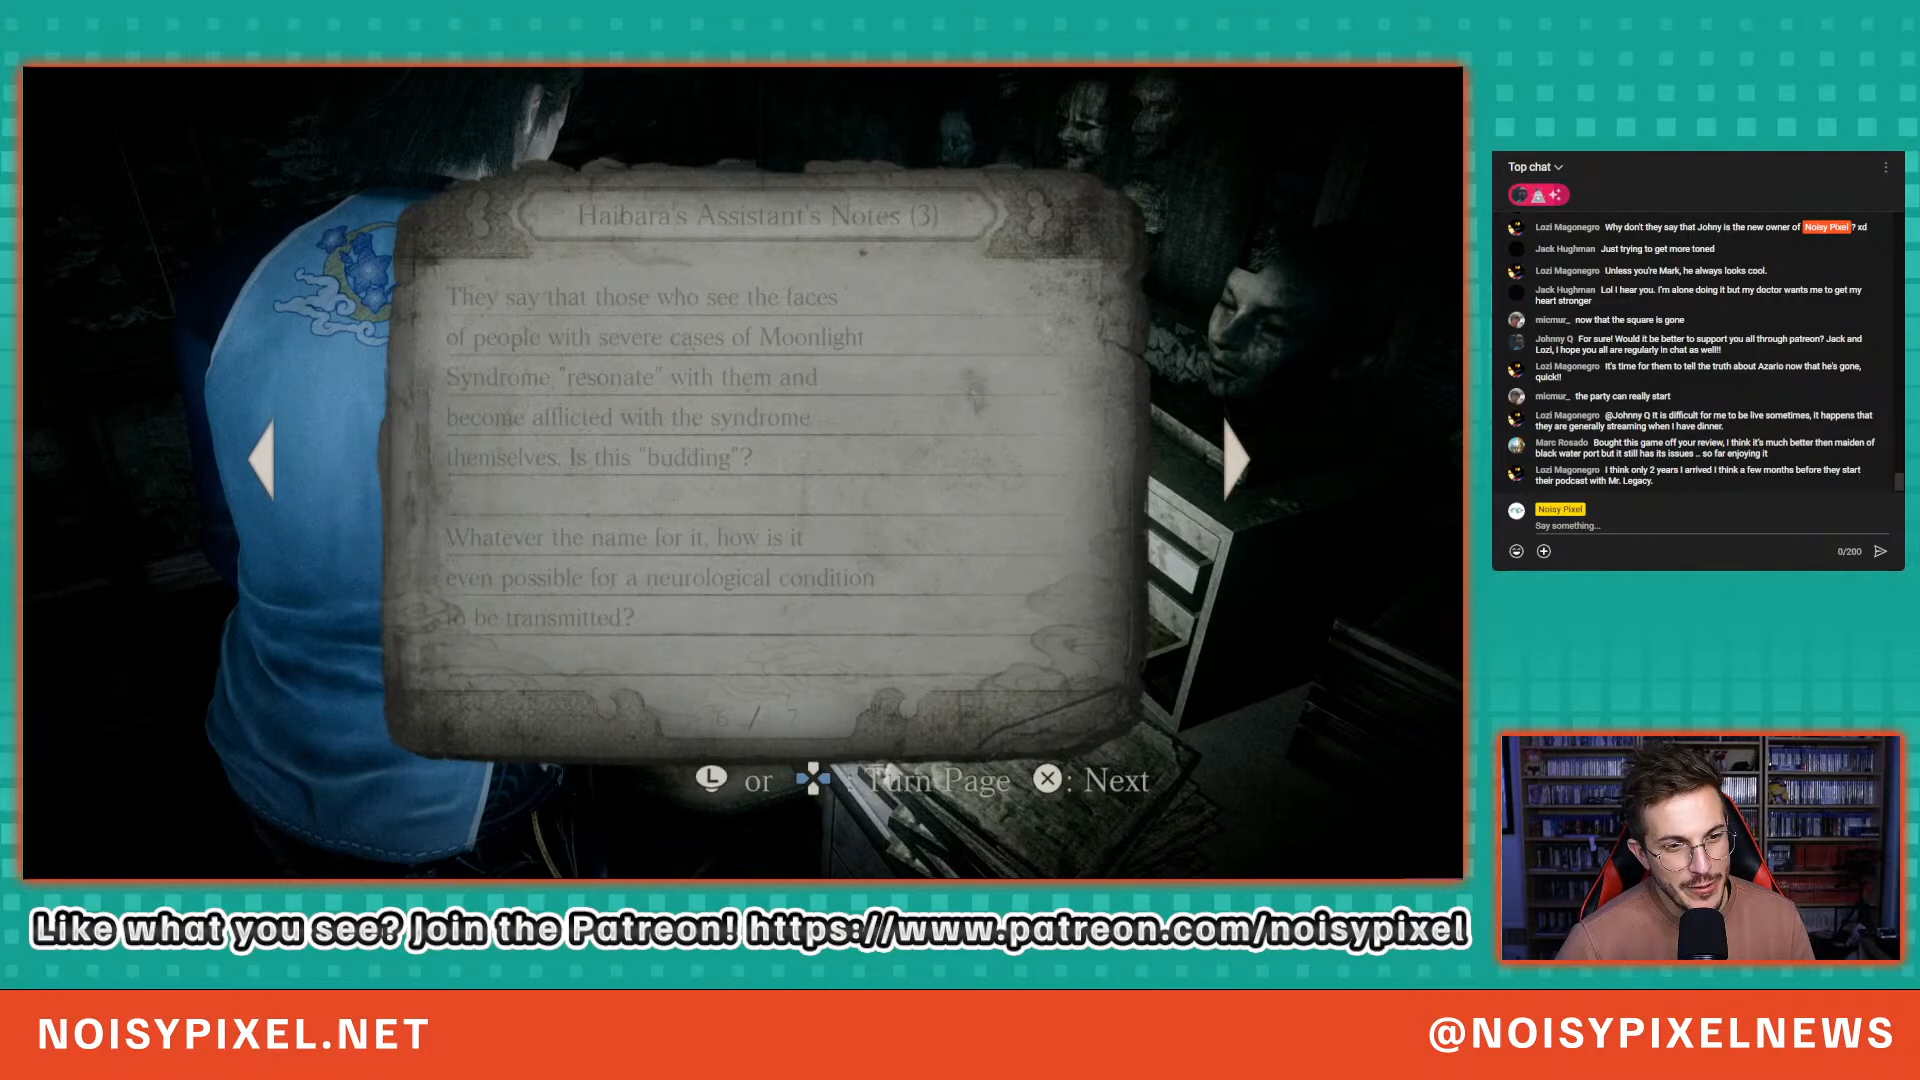 Haibara's Assistant's Notes (3)
They say that those who see the faces
of people with severe cases of Moonlight
Syndrome "resonate" with them and
become afflicted with the syndrome
themselves. Is this "budding"?
Whatever the name for it, how is it
even possible for a neurological condition
to be transmitted?
6 / 7
L or : Turn Page X: Next
Top chat
Lozi Magonegro Why don't they say that Johny is the new owner of Noisy Pixel ? xd
Jack Hughman Just trying to get more toned
Lozi Magonegro Unless you're Mark, he always looks cool.
Jack Hughman Lol I hear you. I'm alone doing it but my doctor wants me to get my
heart stronger
micmur_ now that the square is gone
Johnny Q For sure! Would it be better to support you all through patreon? Jack and
Lozi, I hope you all are regularly in chat as well!!
Lozi Magonegro It's time for them to tell the truth about Azario now that he's gone,
quick!!
micmur_ the party can really start
Lozi Magonegro @Johnny Q It is difficult for me to be live sometimes, it happens that
they are generally streaming when I have dinner.
Marc Rosado Bought this game off your review, I think it's much better then maiden of
black water port but it still has its issues .. so far enjoying it
Lozi Magonegro I think only 2 years I arrived I think a few months before they start
their podcast with Mr. Legacy.
Noisy Pixel
Say something...
0/200
Like what you see? Join the Patreon! https://www.patreon.com/noisypixel
NOISYPIXEL.NET
@NOISYPIXELNEWS